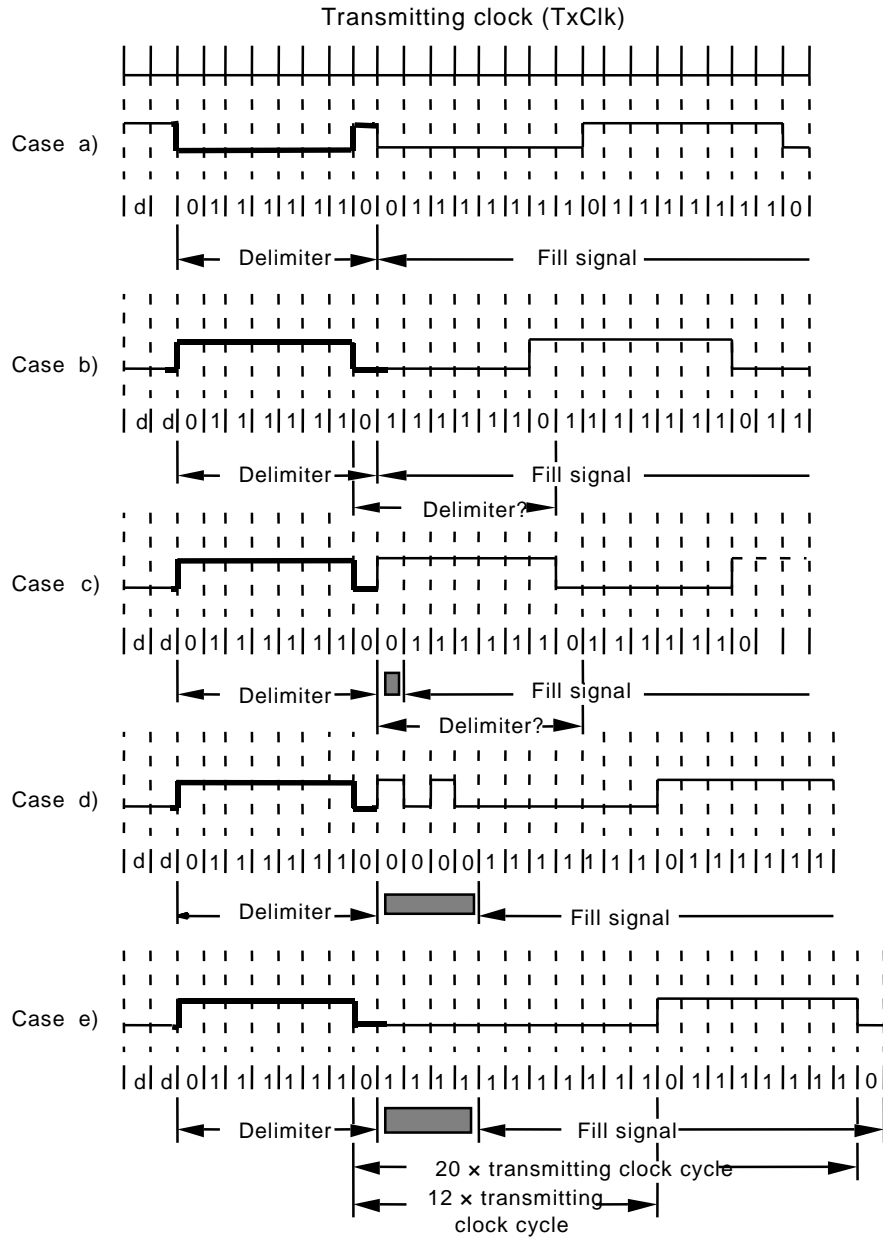 Transmitting clock (TxClk)
Case a)
d 0 1 1 1 1 1 1 0 0 1 1 1 1 1 1 1 0 1 1 1 1 1 1 1 0
Delimiter Fill signal
Case b)
d d 0 1 1 1 1 1 1 0 1 1 1 1 1 1 0 1 1 1 1 1 1 1 0 1 1
Delimiter Fill signal
Delimiter?
Case c)
d d 0 1 1 1 1 1 1 0 0 1 1 1 1 1 1 0 1 1 1 1 1 1 0
Delimiter Fill signal
Delimiter?
Case d)
d d 0 1 1 1 1 1 1 0 0 0 0 0 1 1 1 1 1 1 1 0 1 1 1 1 1 1
Delimiter Fill signal
Case e)
d d 0 1 1 1 1 1 1 0 1 1 1 1 1 1 1 1 1 1 1 0 1 1 1 1 1 1 1 0
Delimiter Fill signal
20 × transmitting clock cycle
12 × transmitting
clock cycle